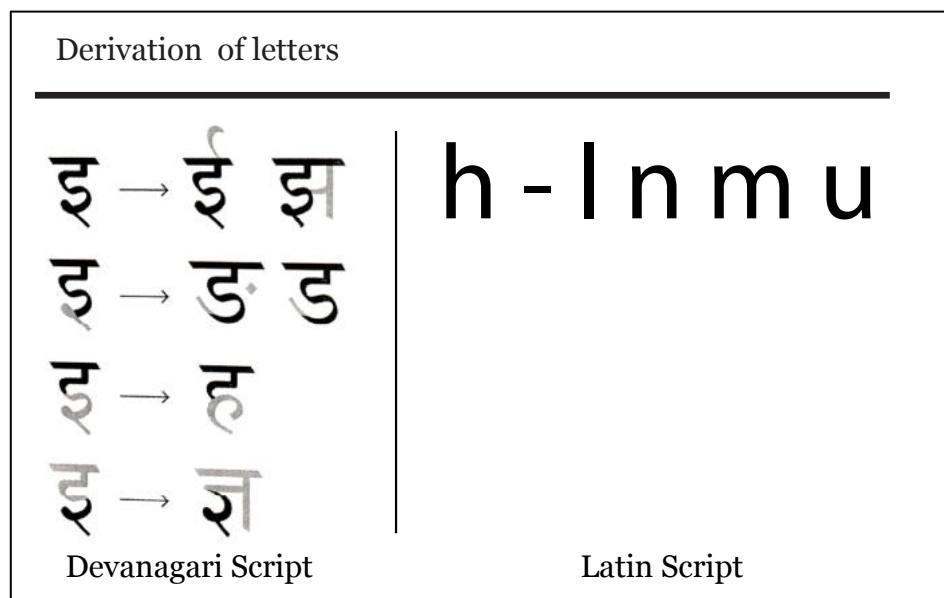 Derivation of letters
इ → ई झ
इ → ङ ड
इ → ह
इ → ज्ञ
h - l n m u
Devanagari Script
Latin Script